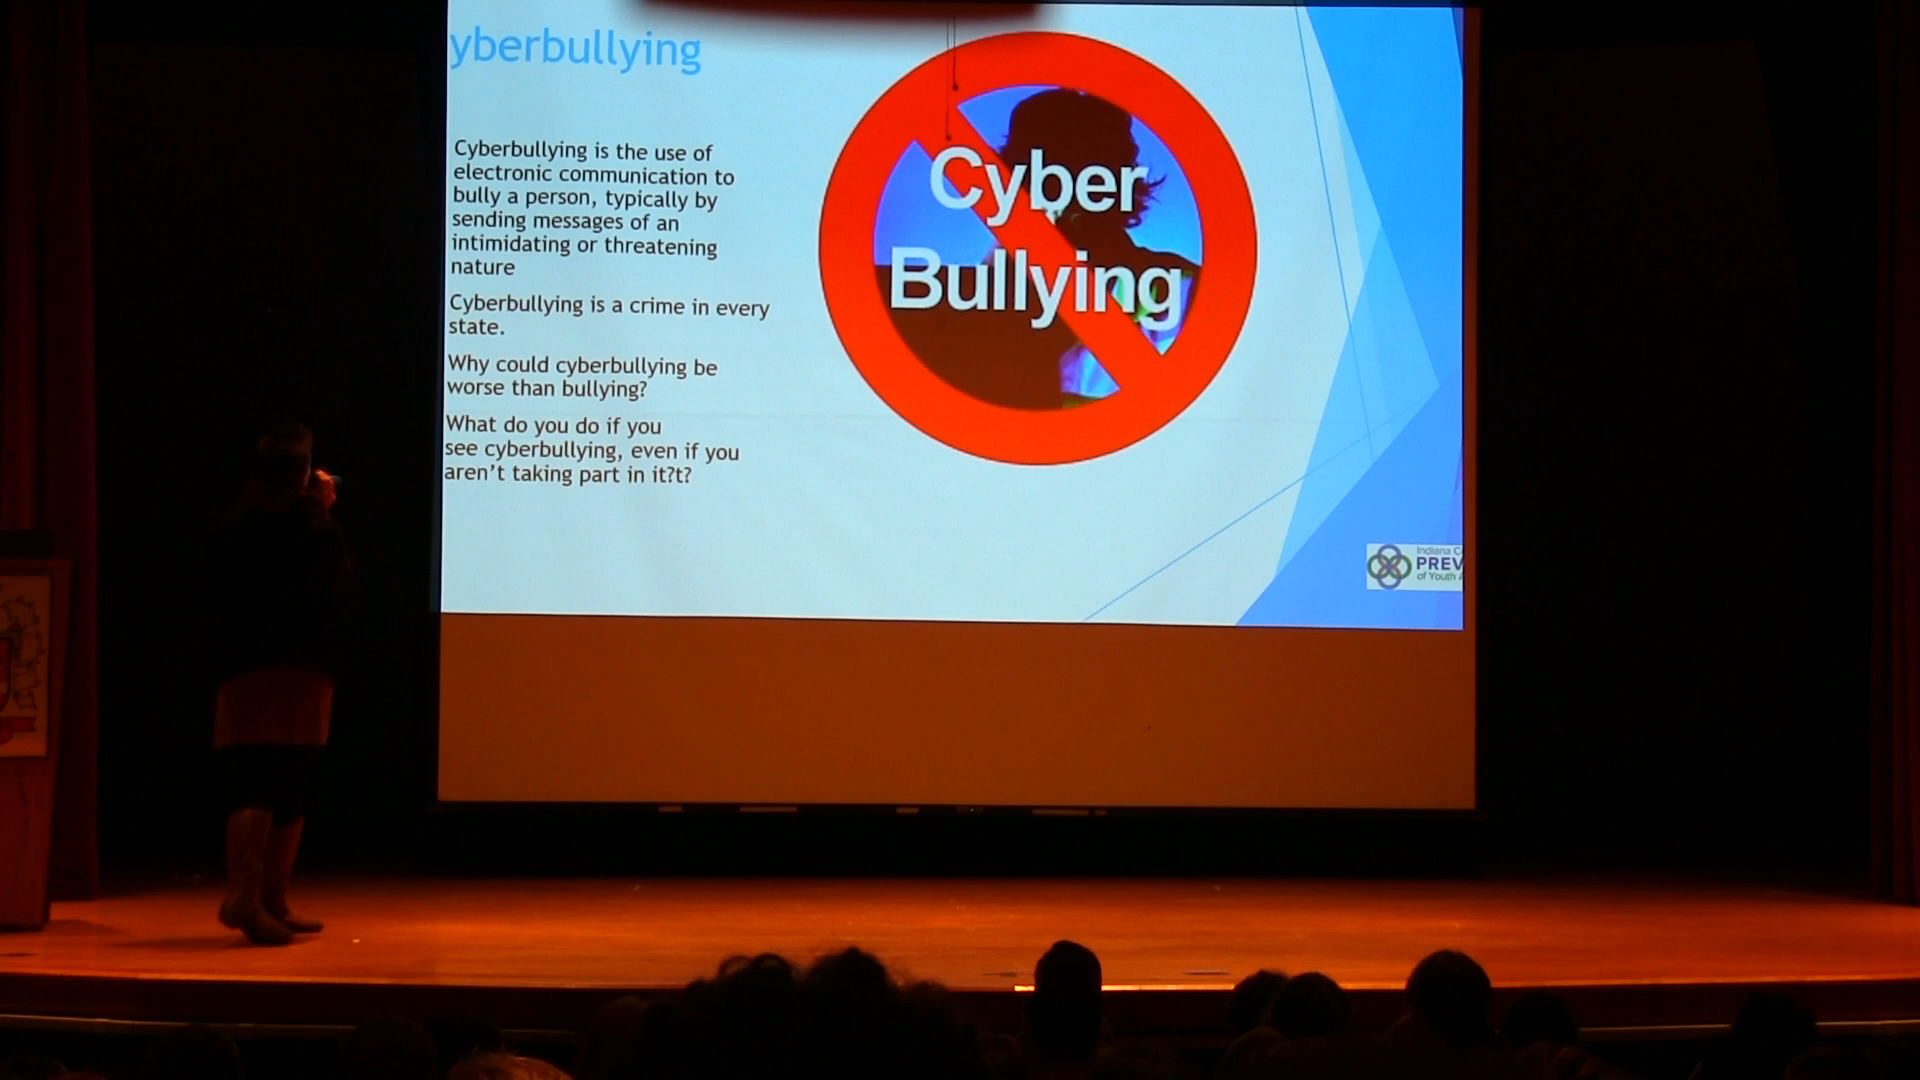 yberbullying
Cyberbullying is the use of
electronic communication to
bully a person, typically by
sending messages of an
intimidating or threatening
nature
Cyberbullying is a crime in every
state.
Why could cyberbullying be
worse than bullying?
What do you do if you
see cyberbullying, even if you
aren't taking part in it?t?
Cyber
Bullying
Indiana C
PREV
of Youth A